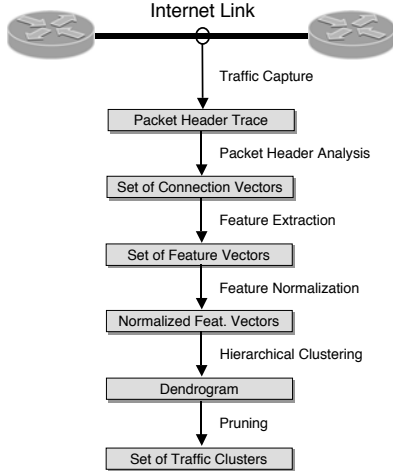 Internet Link
Traffic Capture
Packet Header Trace
Packet Header Analysis
Set of Connection Vectors
Feature Extraction
Set of Feature Vectors
Feature Normalization
Normalized Feat. Vectors
Hierarchical Clustering
Dendrogram
Pruning
Set of Traffic Clusters